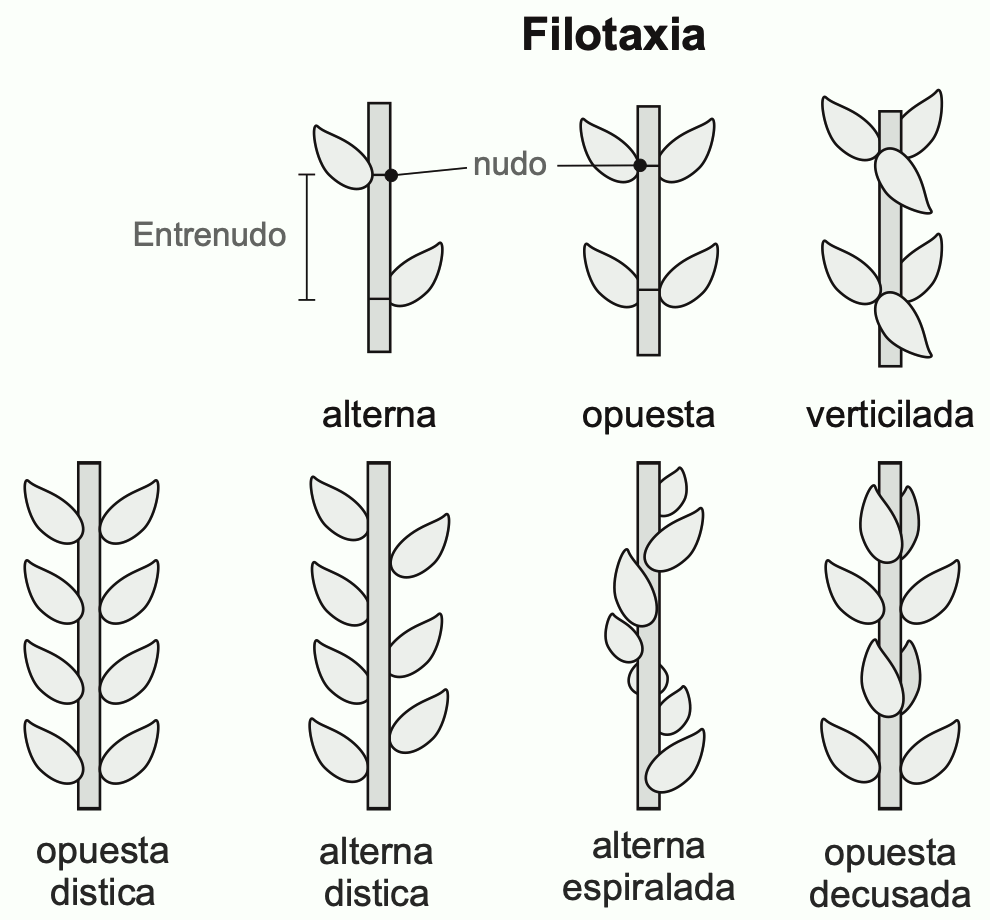 Filotaxia
nudo
Entrenudo
alterna
opuesta
verticilada
opuesta
distica
alterna
distica
alterna
espiralada
opuesta
decusada